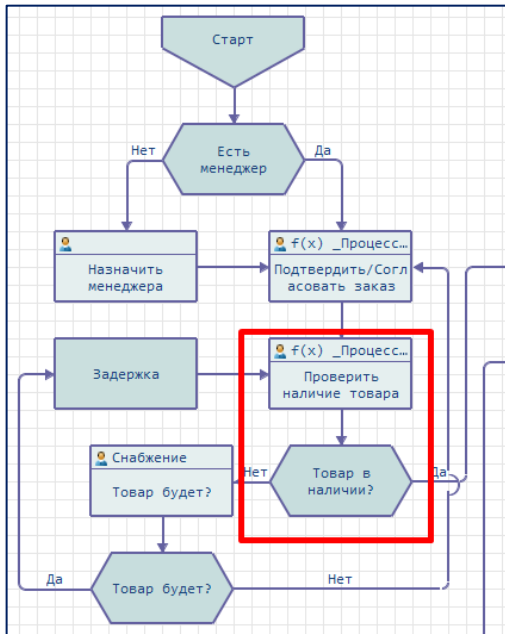 Старт
Есть
менеджер
Нет
Да
Назначить
менеджера
f(x) _Процесс…
Подтвердить/Согл
асовать заказ
Задержка
f(x) _Процесс…
Проверить
наличие товара
Снабжение
Товар будет?
Нет
Товар в
наличии?
Да
Да
Товар будет?
Нет